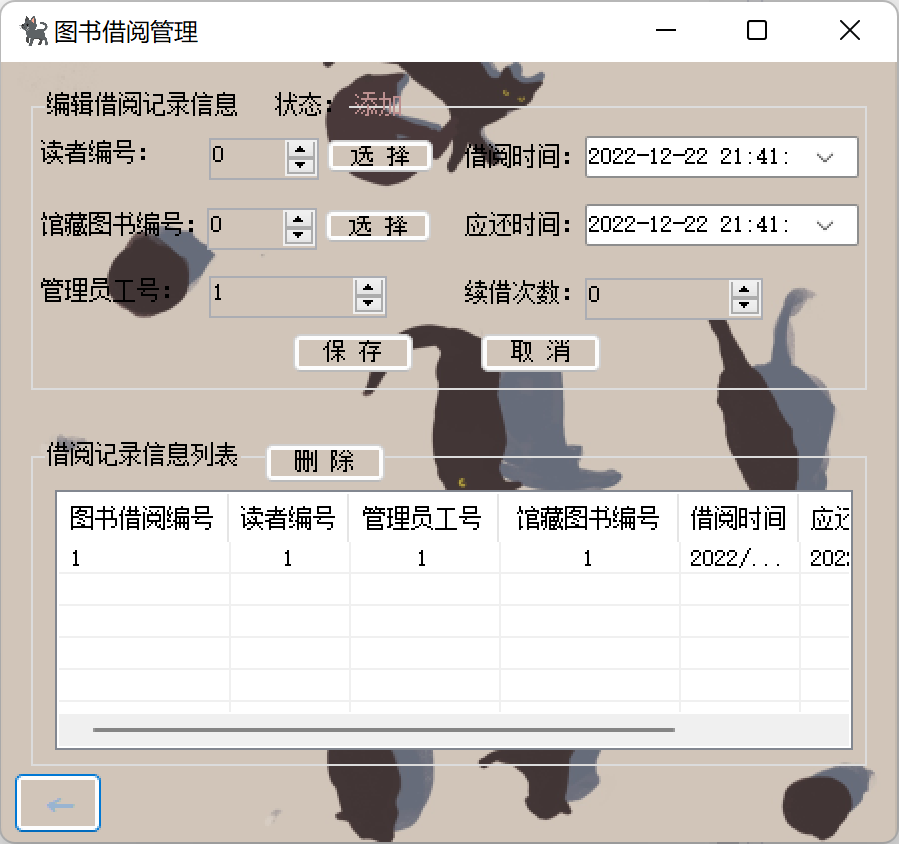 图书借阅管理
编辑借阅记录信息 状态: 添加
读者编号: 0 选 择 借阅时间: 2022-12-22 21:41:
馆藏图书编号: 0 选 择 应还时间: 2022-12-22 21:41:
管理员工号: 1 续借次数: 0
保 存 取 消
借阅记录信息列表 删 除
图书借阅编号 读者编号 管理员工号 馆藏图书编号 借阅时间 应还
1 1 1 1 2022/... 202
←